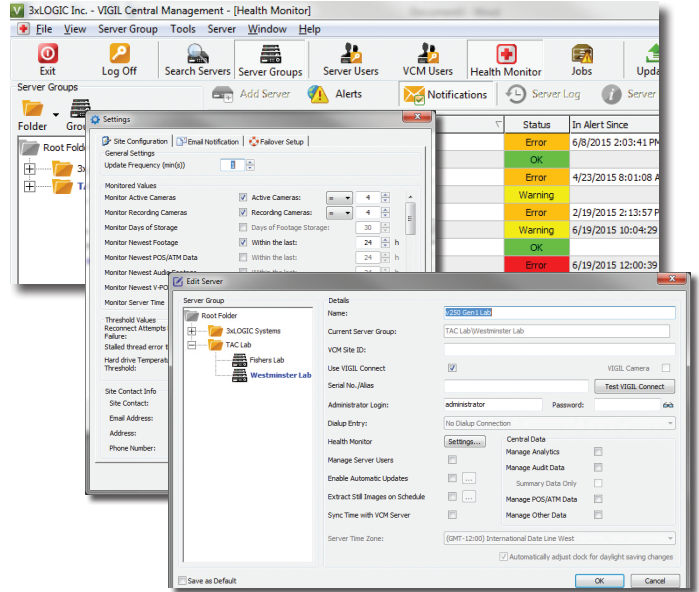 3xLOGIC Inc. - VIGIL Central Management - [Health Monitor]
File View Server Group Tools Server Window Help
Exit Log Off Search Servers Server Groups Server Users VCM Users Health Monitor Jobs
Server Groups
Add Server Alerts Notifications Server Log Server
Folder
Status In Alert Since
Root
Error 6/8/2015 2:03:41
OK
Error 4/23/2015 8:01:08
Warning
Error 2/19/2015 2:13:57
Warning 6/19/2015 10:04:29
OK
Error 6/19/2015 12:00:39
Settings
Site Configuration Email Notification Failover Setup
General Settings
Update Frequency (min(s))
Monitored Values
Monitor Active Cameras Active Cameras: = 4
Monitor Recording Cameras Recording Cameras: = 4
Monitor Days of Storage Days of Footage Storage: 30
Monitor Newest Footage Within the last: 24 h
Monitor Newest POS/ATM Data Within the last: 24 h
Monitor Newest Audio Footage Within the last: 24 h
Monitor Newest
Monitor Server Time
Threshold Values
Reconnect Attempts
Failure:
Stalled thread error
Hard drive
Threshold:
Site Contact Info
Site Contact:
Email Address:
Address:
Phone Number:
Edit Server
Server Group
Root Folder
3xLOGIC Systems
TAC Lab
Fishers Lab
Westminster Lab
Save as Default
Details
Name: v250 Gen1 Lab
Current Server Group: TAC Lab\Westminster Lab
VCM Site ID:
Use VIGIL Connect VIGIL Camera
Serial No./Alias Test VIGIL Connect
Administrator Login: administrator Password:
Dialup Entry: No Dialup Connection
Health Monitor Settings...
Manage Server Users
Enable Automatic Updates ...
Extract Still Images on Schedule ...
Sync Time with VCM Server
Central Data
Manage Analytics
Manage Audit Data
Summary Data Only
Manage POS/ATM Data
Manage Other Data
Server Time Zone: (GMT-12:00) International Date Line West
Automatically adjust clock for daylight saving changes
OK Cancel